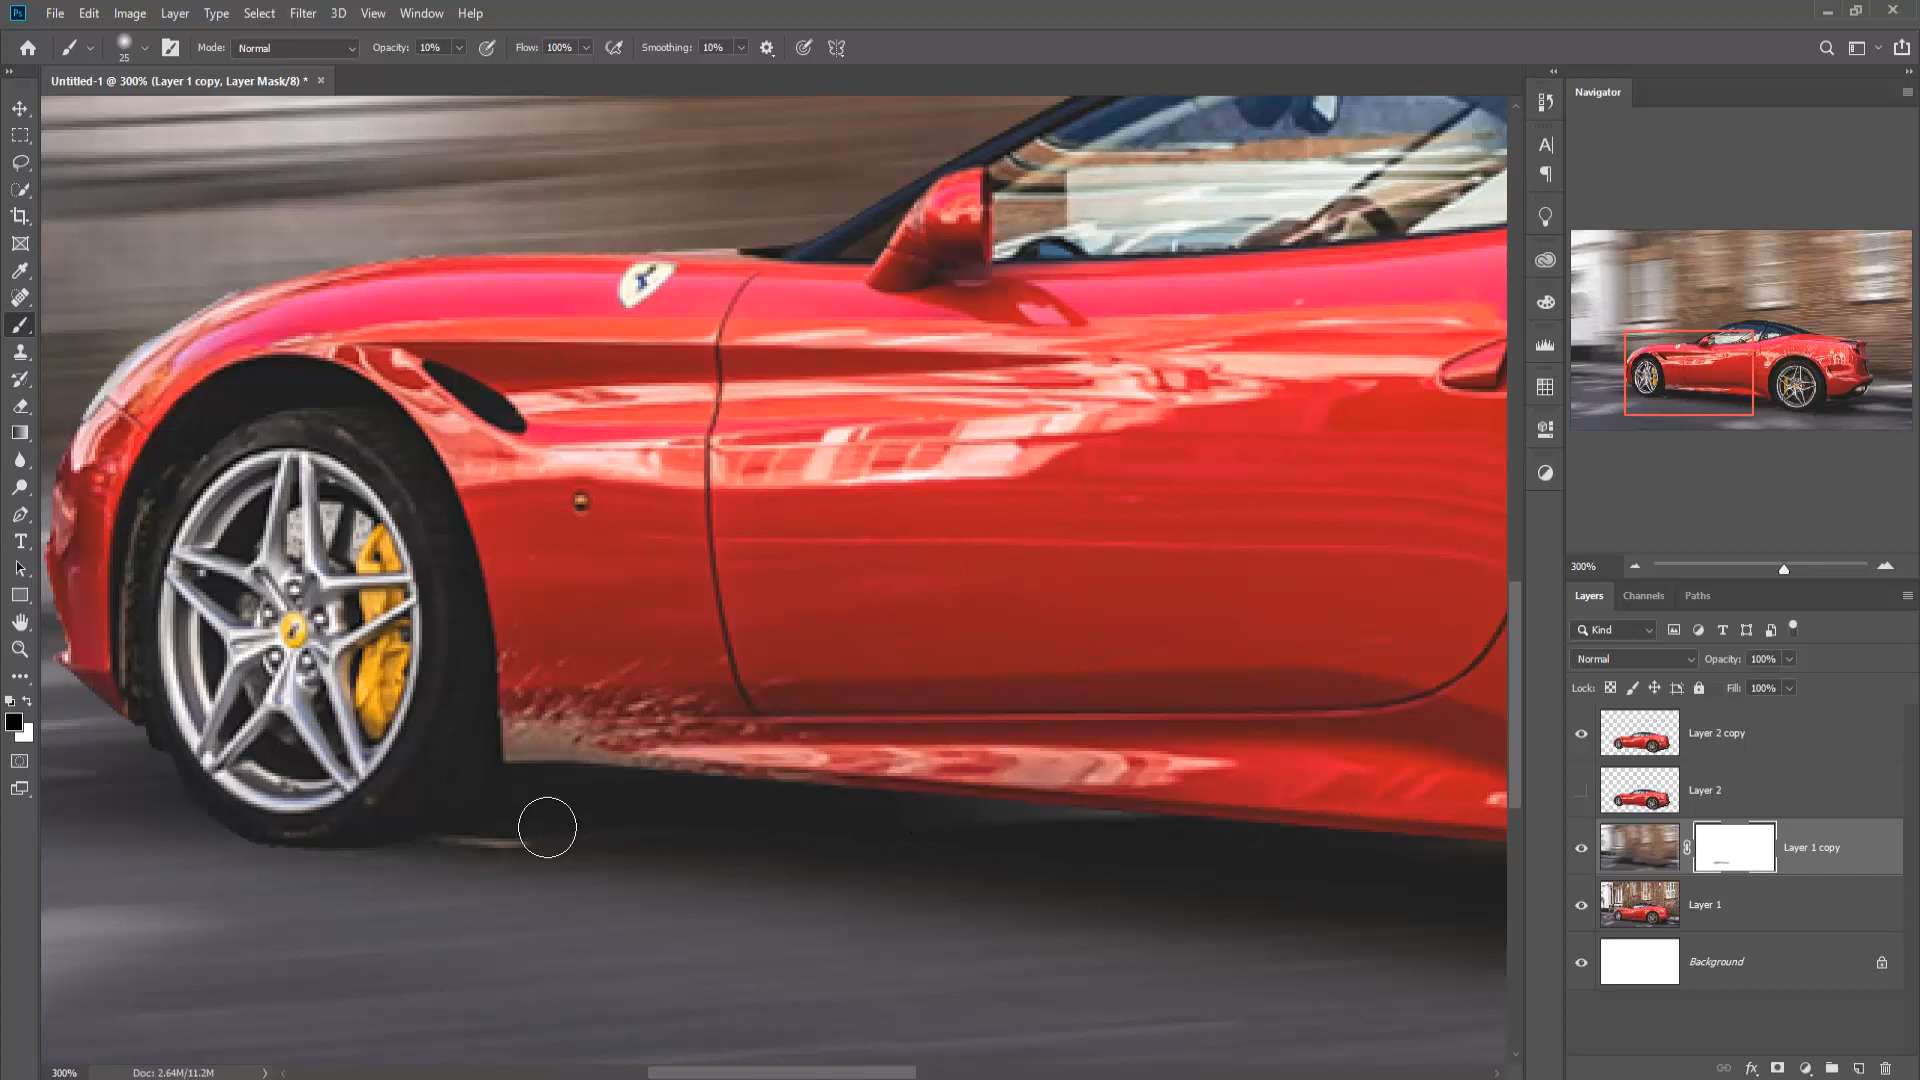 Ps File Edit Image Layer Type Select Filter 3D View Window Help
25 Mode: Normal Opacity: 10% Flow: 100% Smoothing: 10%
Untitled-1 @ 300% (Layer 1 copy, Layer Mask/8) *
Navigator
300%
Layers Channels Paths
Kind
Normal Opacity: 100%
Lock: Fill: 100%
Layer 2 copy
Layer 2
Layer 1 copy
Layer 1
Background
300% Doc: 2.64M/11.2M